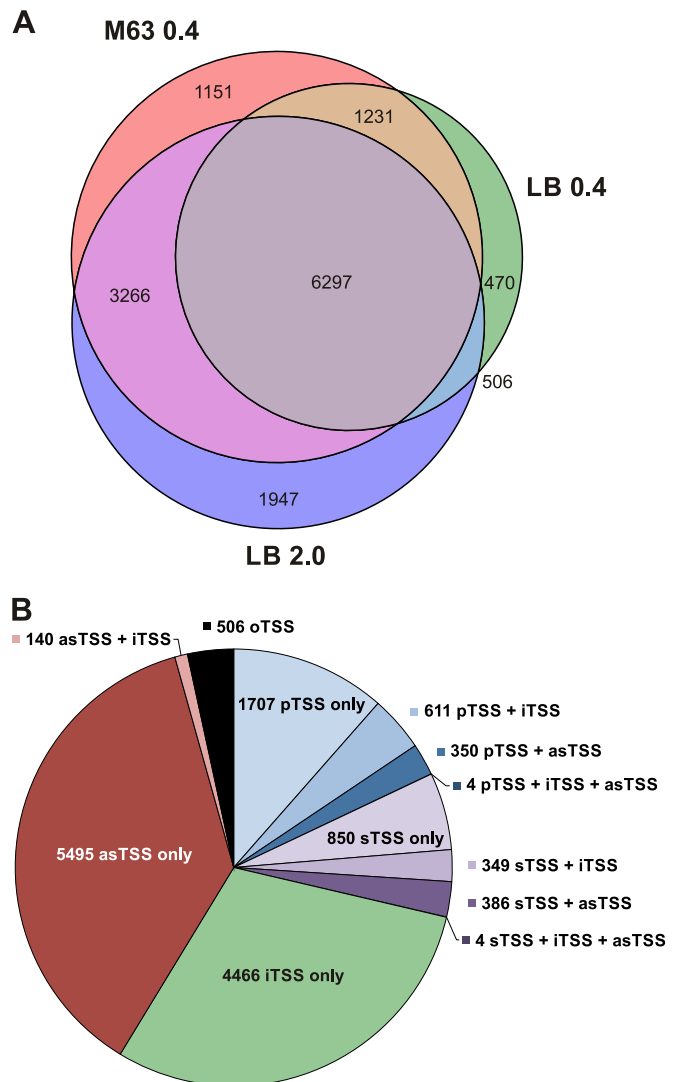 A
M63 0.4
1151
1231
LB 0.4
3266
6297
470
506
1947
LB 2.0
B
506 oTSS
140 asTSS + iTSS
1707 pTSS only
611 pTSS + iTSS
350 pTSS + asTSS
4 pTSS + iTSS + asTSS
850 sTSS only
5495 asTSS only
349 sTSS + iTSS
386 sTSS + asTSS
4 sTSS + iTSS + asTSS
4466 iTSS only